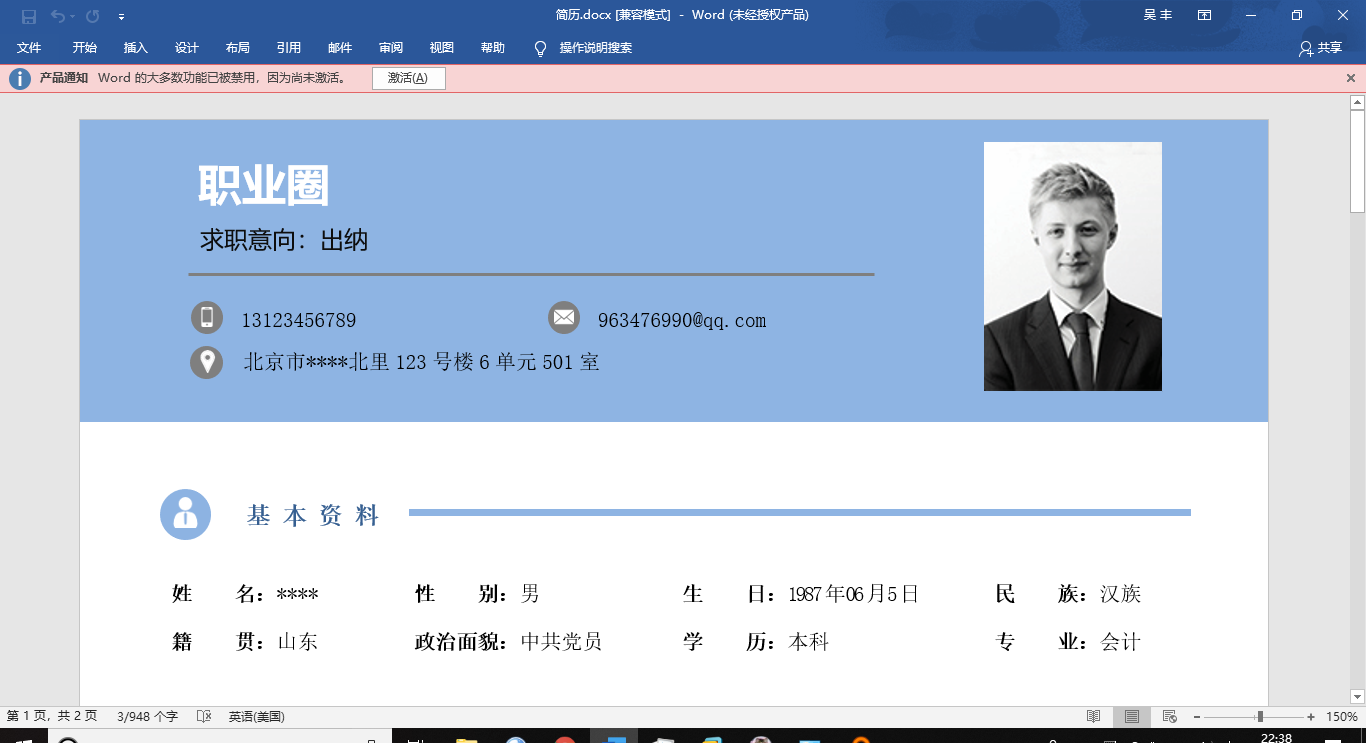 简历.docx [兼容模式] - Word (未经授权产品)
吴 丰
文件 开始 插入 设计 布局 引用 邮件 审阅 视图 帮助 操作说明搜索 共享
产品通知 Word 的大多数功能已被禁用，因为尚未激活。 激活(A)
职业圈
求职意向：出纳
13123456789 963476990@qq.com
北京市****北里 123 号楼 6 单元 501 室
基本资料
姓 名：**** 性 别：男 生 日：1987年06月5日 民 族：汉族
籍 贯：山东 政治面貌：中共党员 学 历：本科 专 业：会计
第 1 页，共 2 页 3/948 个字 英语(美国) 150%
22:38